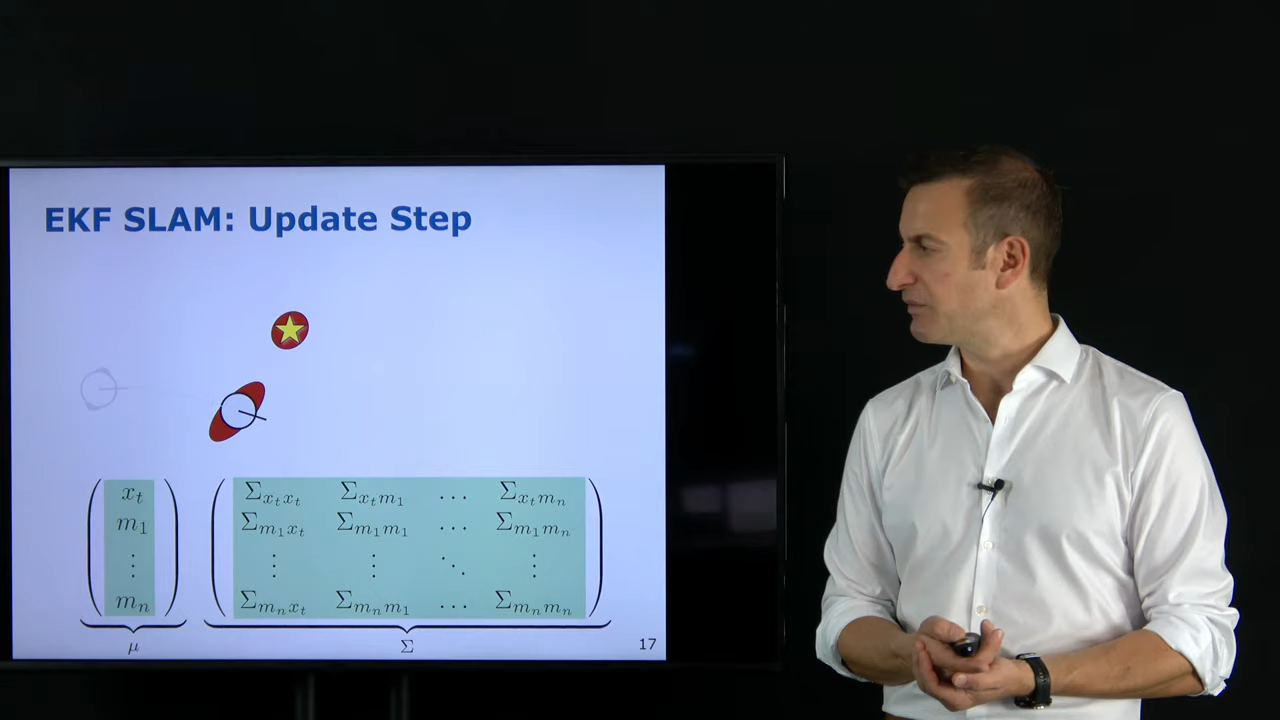 EKF SLAM: Update Step
x_t
m_1
⋮
m_n
μ
Σ_{x_t x_t} Σ_{x_t m_1} … Σ_{x_t m_n}
Σ_{m_1 x_t} Σ_{m_1 m_1} … Σ_{m_1 m_n}
⋮ ⋮ ⋱ ⋮
Σ_{m_n x_t} Σ_{m_n m_1} … Σ_{m_n m_n}
Σ
17